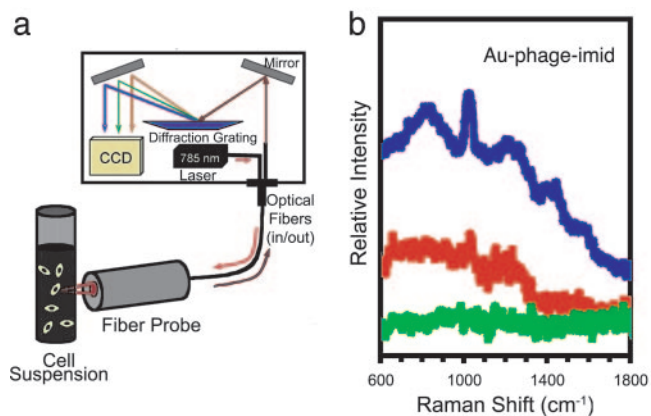 a
Mirror
Diffraction Grating
CCD
785 nm
Laser
Optical
Fibers
(in/out)
Fiber Probe
Cell
Suspension
b
Au-phage-imid
Relative Intensity
600
1000
1400
1800
Raman Shift (cm⁻¹)